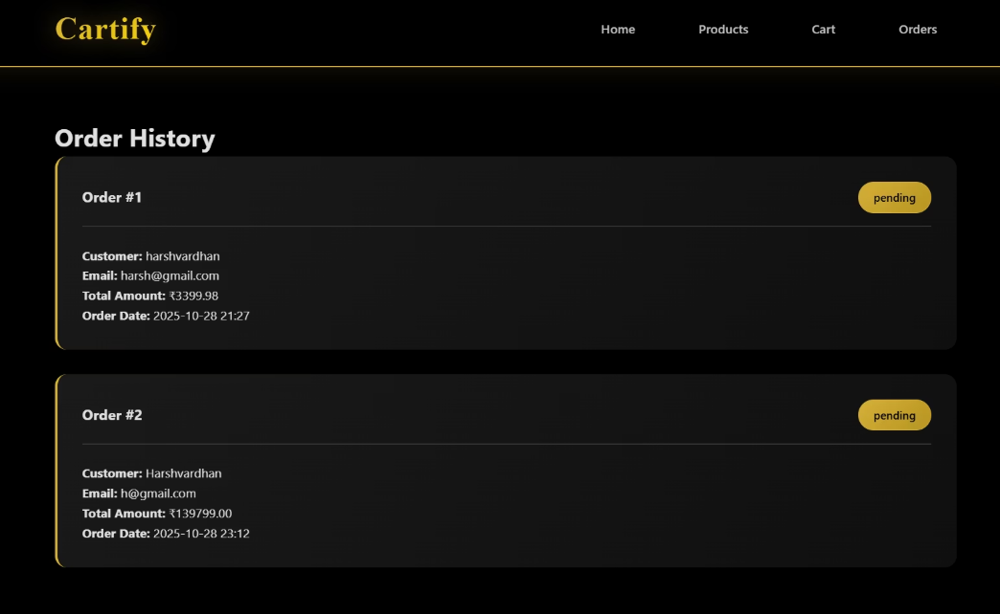 Cartify
Home Products Cart Orders
Order History
Order #1 pending
Customer: harshvardhan
Email: harsh@gmail.com
Total Amount: ₹3399.98
Order Date: 2025-10-28 21:27
Order #2 pending
Customer: Harshvardhan
Email: h@gmail.com
Total Amount: ₹139799.00
Order Date: 2025-10-28 23:12